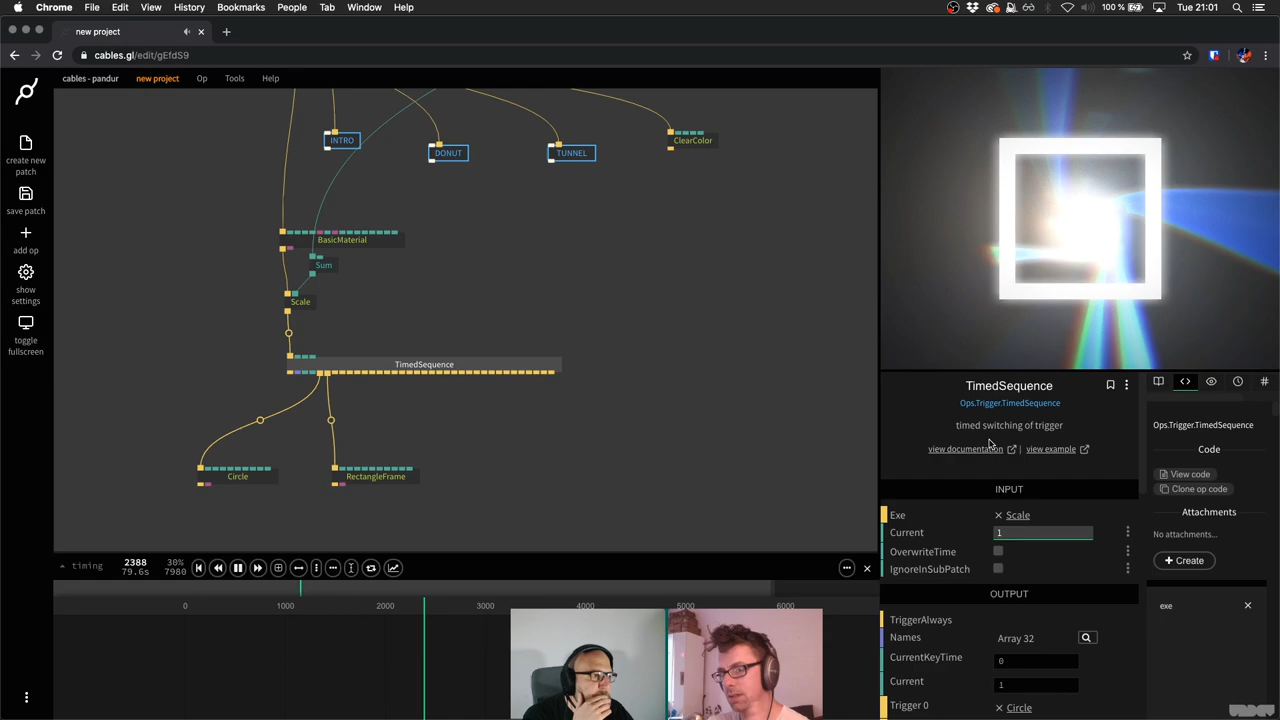 Chrome File Edit View History Bookmarks People Tab Window Help 100 % Tue 21:01
new project
cables.gl/edit/gEfdS9
cables - pandur new project Op Tools Help
create new patch
save patch
add op
show settings
toggle fullscreen
INTRO
DONUT
TUNNEL
ClearColor
BasicMaterial
Sum
Scale
TimedSequence
Circle
RectangleFrame
timing
2388
79.6s
30%
7980
0 1000 2000 3000 4000 5000 6000
TimedSequence
Ops.Trigger.TimedSequence
timed switching of trigger
view documentation | view example
INPUT
Exe Scale
Current 1
OverwriteTime
IgnoreInSubPatch
OUTPUT
TriggerAlways
Names Array 32
CurrentKeyTime 0
Current 1
Trigger 0 Circle
Ops.Trigger.TimedSequence
Code
View code
Clone op code
Attachments
No attachments...
+ Create
exe